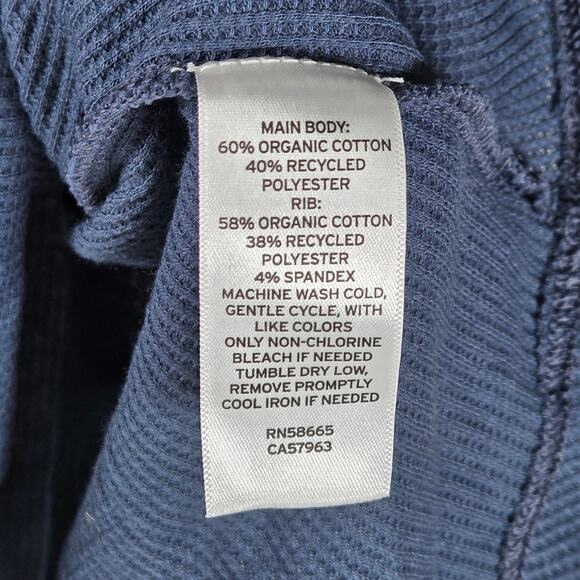 MAIN BODY:
60% ORGANIC COTTON
40% RECYCLED
POLYESTER
RIB:
58% ORGANIC COTTON
38% RECYCLED
POLYESTER
4% SPANDEX
MACHINE WASH COLD,
GENTLE CYCLE, WITH
LIKE COLORS
ONLY NON-CHLORINE
BLEACH IF NEEDED
TUMBLE DRY LOW,
REMOVE PROMPTLY
COOL IRON IF NEEDED
RN58665
CA57963